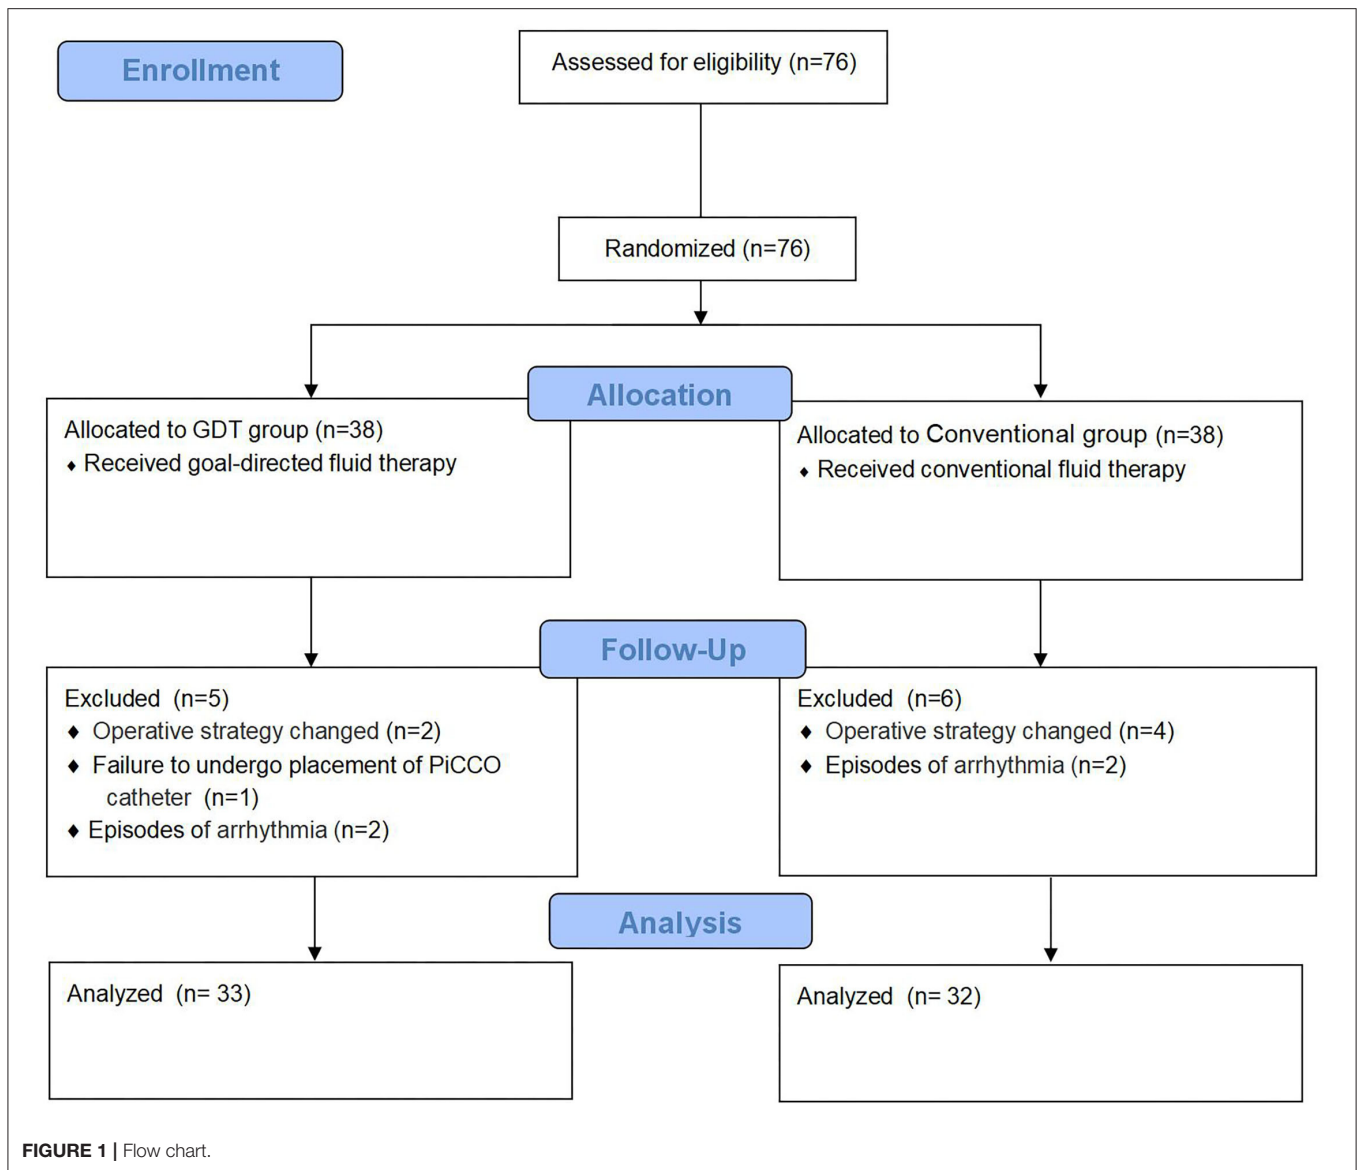 Enrollment
Assessed for eligibility (n=76)
Randomized (n=76)
Allocation
Allocated to GDT group (n=38)
♦ Received goal-directed fluid therapy
Allocated to Conventional group (n=38)
♦ Received conventional fluid therapy
Follow-Up
Excluded (n=5)
♦ Operative strategy changed (n=2)
♦ Failure to undergo placement of PiCCO
catheter (n=1)
♦ Episodes of arrhythmia (n=2)
Excluded (n=6)
♦ Operative strategy changed (n=4)
♦ Episodes of arrhythmia (n=2)
Analysis
Analyzed (n= 33)
Analyzed (n= 32)
FIGURE 1 | Flow chart.